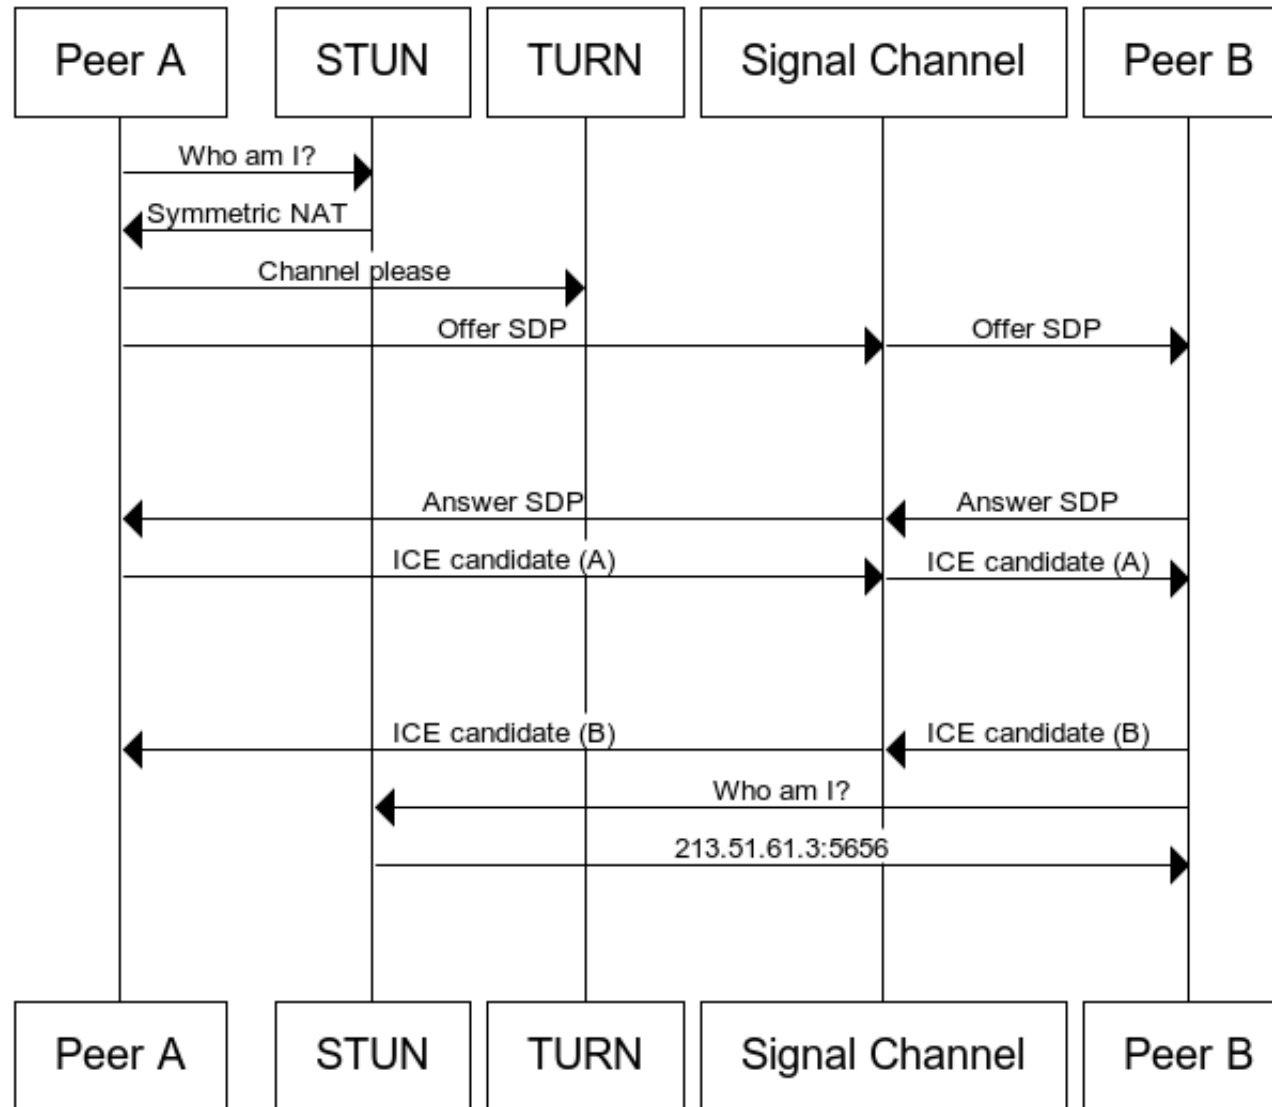 Peer A
STUN
TURN
Signal Channel
Peer B
Who am I?
Symmetric NAT
Channel please
Offer SDP
Offer SDP
Answer SDP
Answer SDP
ICE candidate (A)
ICE candidate (A)
ICE candidate (B)
ICE candidate (B)
Who am I?
213.51.61.3:5656
Peer A
STUN
TURN
Signal Channel
Peer B